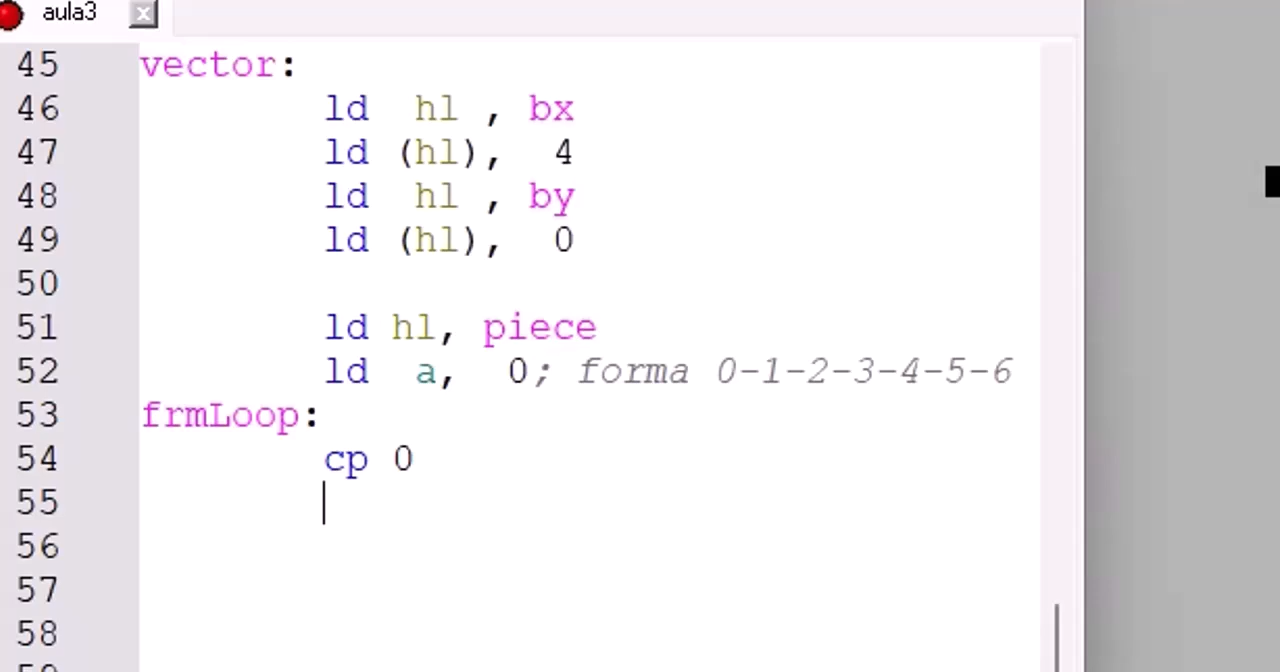 aula3
45 vector:
46 ld hl , bx
47 ld (hl), 4
48 ld hl , by
49 ld (hl), 0
50
51 ld hl, piece
52 ld a, 0; forma 0-1-2-3-4-5-6
53 frmLoop:
54 cp 0
55
56
57
58